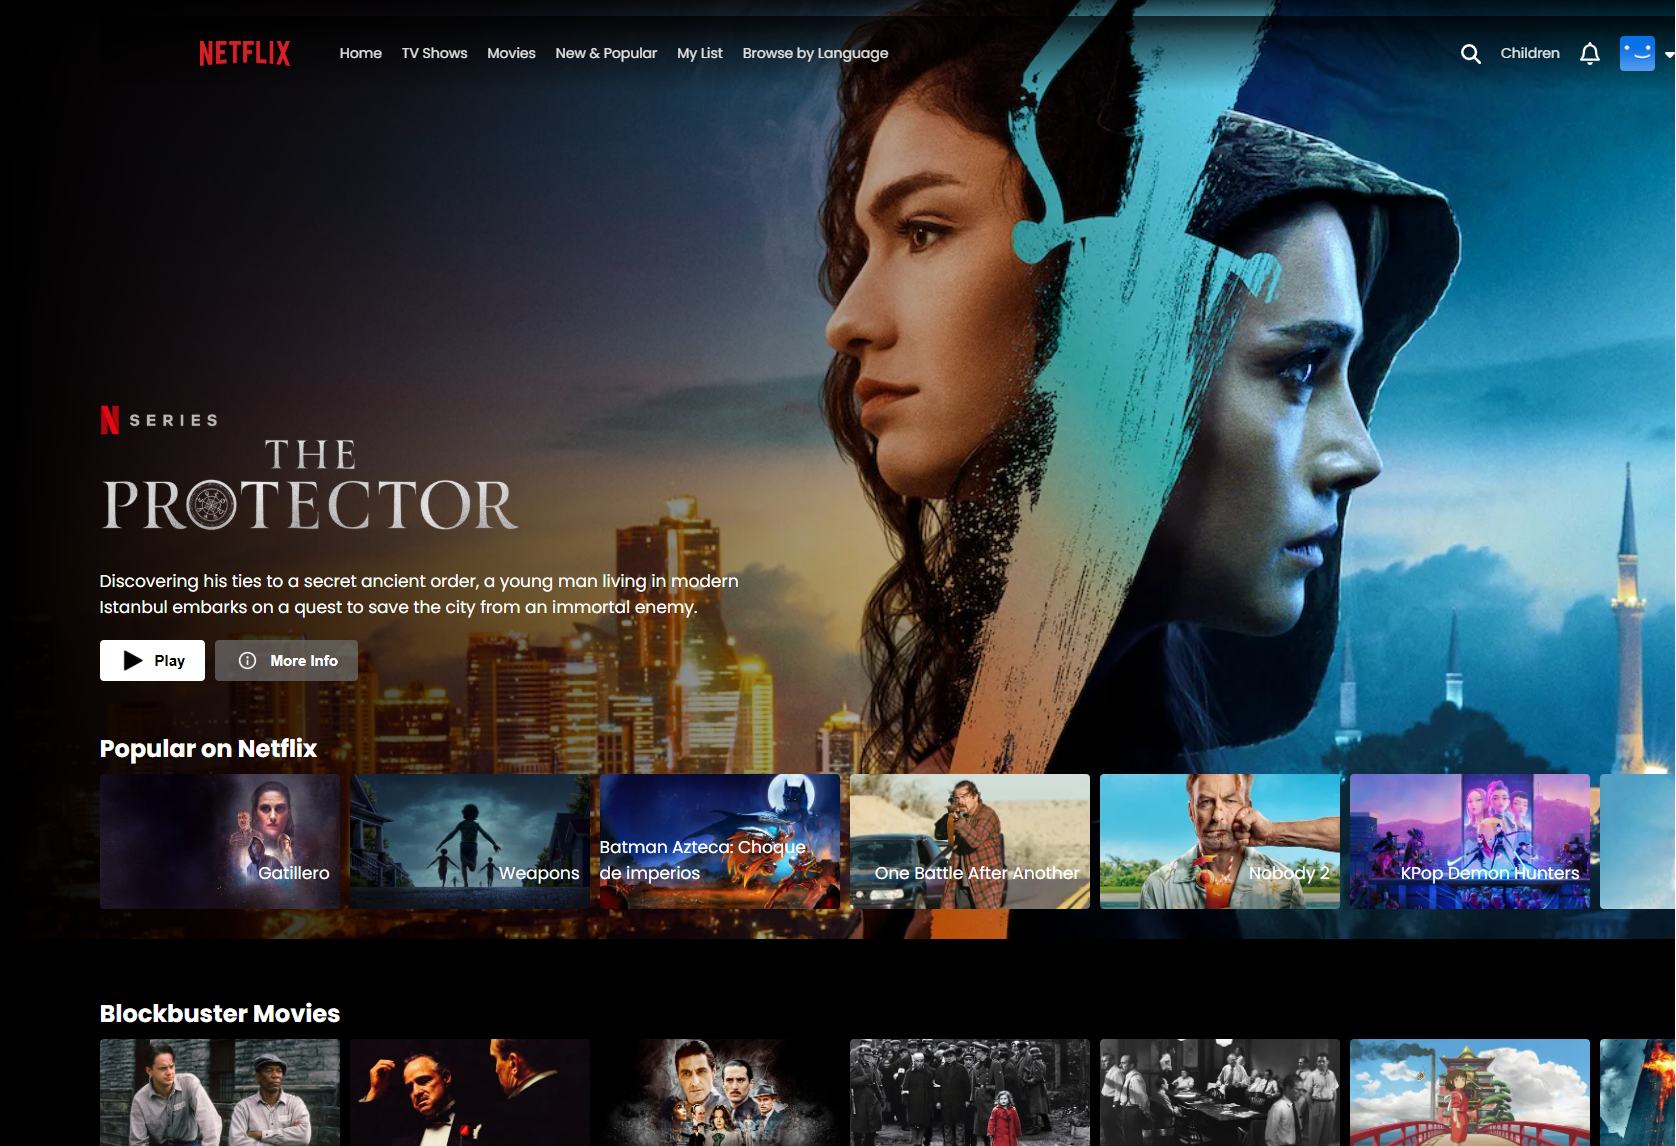 NETFLIX
Home
TV Shows
Movies
New & Popular
My List
Browse by Language
Children
N SERIES
THE
PROTECTOR
Discovering his ties to a secret ancient order, a young man living in modern
Istanbul embarks on a quest to save the city from an immortal enemy.
Play
More Info
Popular on Netflix
Gatillero
Weapons
Batman Azteca: Choque
de imperios
One Battle After Another
Nobody 2
KPop Demon Hunters
Blockbuster Movies